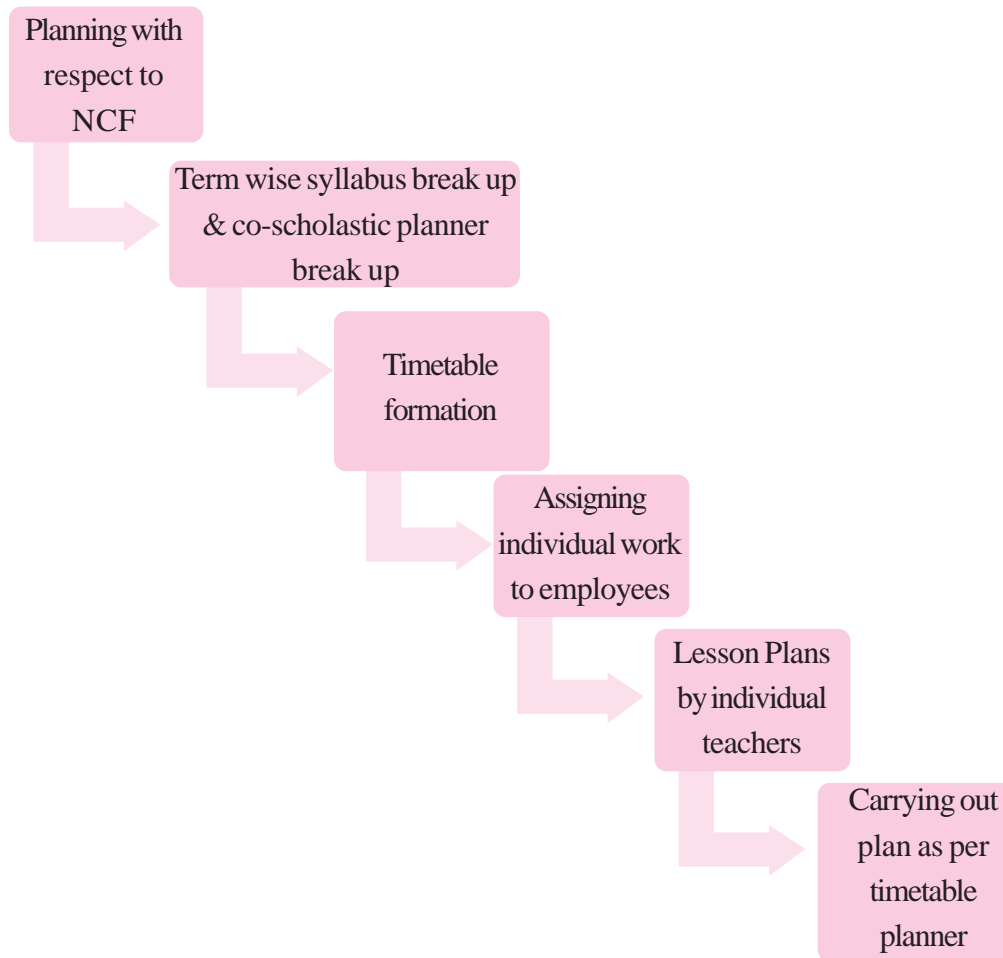 Planning with
respect to
NCF
Term wise syllabus break up
& co-scholastic planner
break up
Timetable
formation
Assigning
individual work
to employees
Lesson Plans
by individual
teachers
Carrying out
plan as per
timetable
planner